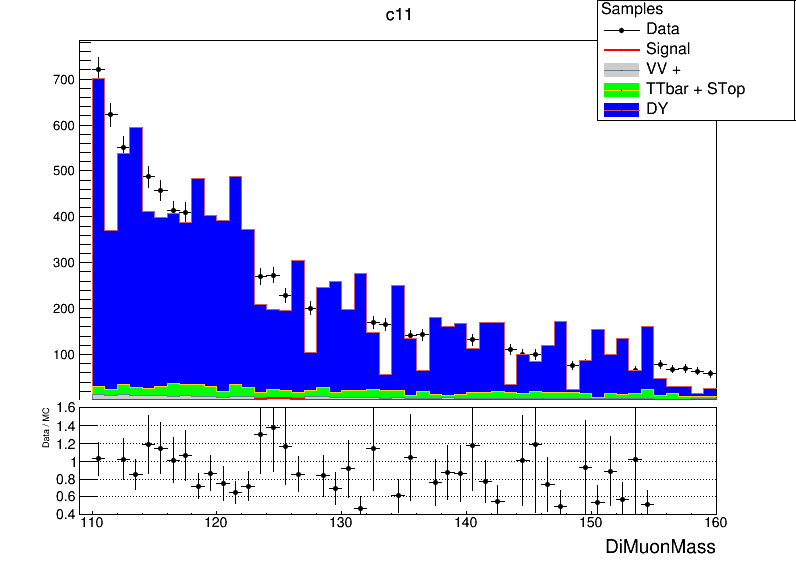 c11
Samples
Data
Signal
VV +
TTbar + STop
DY
700
600
500
400
300
200
100
Data / MC
1.6
1.4
1.2
1
0.8
0.6
0.4
110 120 130 140 150 160
DiMuonMass